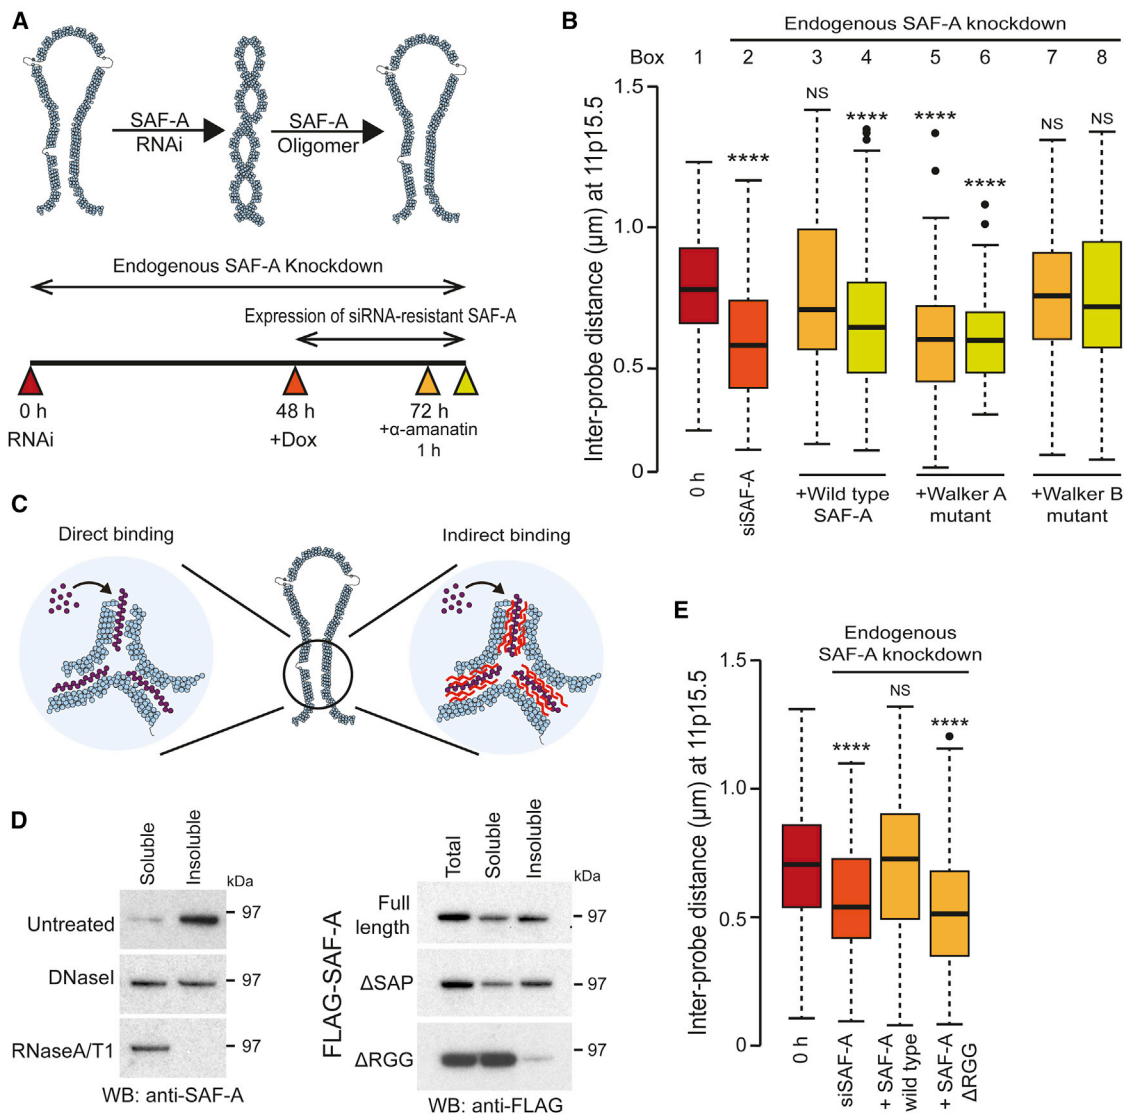 A
SAF-A
RNAi
SAF-A
Oligomer
Endogenous SAF-A Knockdown
Expression of siRNA-resistant SAF-A
0 h
RNAi
48 h
+Dox
72 h
+α-amanatin
1 h
B
Endogenous SAF-A knockdown
Box 1 2 3 4 5 6 7 8
Inter-probe distance (µm) at 11p15.5
1.5
1.0
0.5
0
****
NS
****
****
****
NS
NS
0 h
siSAF-A
+Wild type
SAF-A
+Walker A
mutant
+Walker B
mutant
C
Direct binding
Indirect binding
D
Soluble
Insoluble
kDa
Untreated
97
DNaseI
97
RNaseA/T1
97
WB: anti-SAF-A
FLAG-SAF-A
Total
Soluble
Insoluble
kDa
Full
length
97
ΔSAP
97
ΔRGG
97
WB: anti-FLAG
E
Endogenous
SAF-A knockdown
Inter-probe distance (µm) at 11p15.5
1.5
1.0
0.5
0
****
NS
****
0 h
siSAF-A
+ SAF-A
wild type
+ SAF-A
ΔRGG